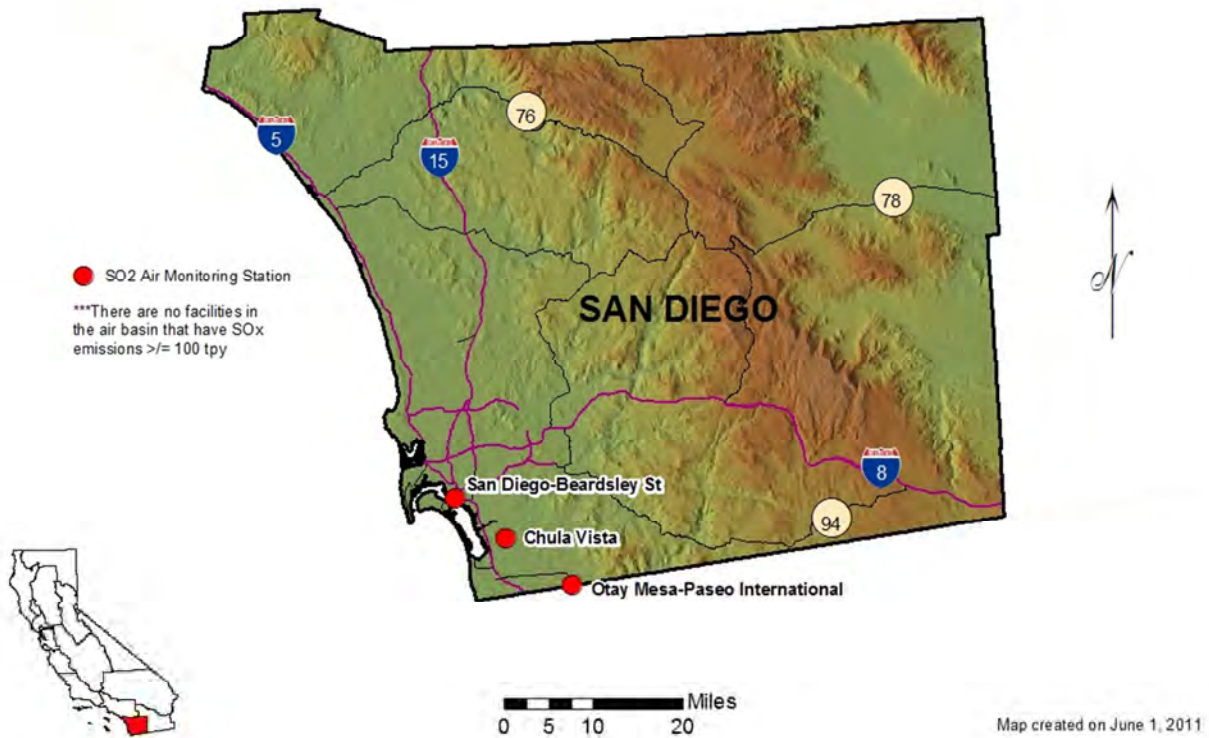 76
5
15
78
SO2 Air Monitoring Station
***There are no facilities in
the air basin that have SOx
emissions >/= 100 tpy
SAN DIEGO
8
San Diego-Beardsley St
94
Chula Vista
Otay Mesa-Paseo International
N
Miles
0 5 10 20
Map created on June 1, 2011